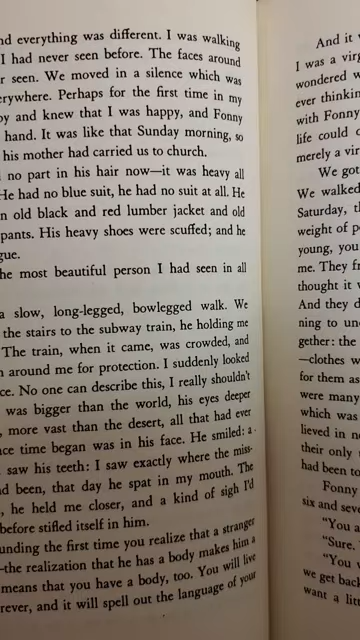 nd everything was different. I was walking
I had never seen before. The faces around
r seen. We moved in a silence which was
erywhere. Perhaps for the first time in my
py and knew that I was happy, and Fonny
hand. It was like that Sunday morning, so
his mother had carried us to church.
no part in his hair now—it was heavy all
He had no blue suit, he had no suit at all. He
n old black and red lumber jacket and old
pants. His heavy shoes were scuffed; and he
gue.
he most beautiful person I had seen in all
a slow, long-legged, bowlegged walk. We
the stairs to the subway train, he holding me
The train, when it came, was crowded, and
around me for protection. I suddenly looked
ce. No one can describe this, I really shouldn't
was bigger than the world, his eyes deeper
, more vast than the desert, all that had ever
nce time began was in his face. He smiled: a
saw his teeth: I saw exactly where the miss-
d been, that day he spat in my mouth. The
, he held me closer, and a kind of sigh I'd
before stifled itself in him.
unding the first time you realize that a stranger
—the realization that he has a body makes him a
means that you have a body, too. You will live
rever, and it will spell out the language of your
And it
I was a virg
wondered w
ever thinkin
with Fonny
life could
merely a vir
We got
We walked
Saturday, th
weight of p
young, you
me. They fr
thought it
And they d
ning to un
gether: the
—clothes w
for them as
were many
which was
lieved in n
their only
had been to
Fonny
six and seve
"You a
"Sure.
"You
we get back
want a litt